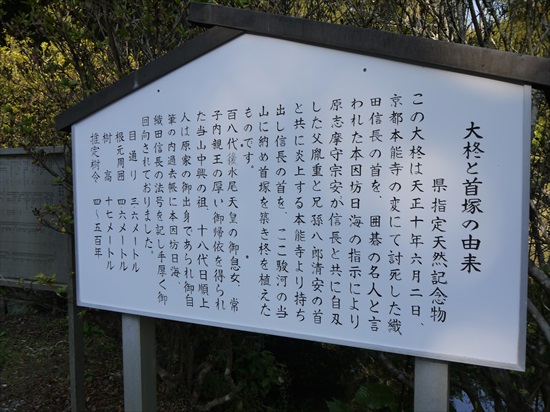 大柊と首塚の由来
県指定天然記念物
この大柊は天正十年六月二日、
京都本能寺の変にて討死した織
田信長の首を、囲碁の名人と言
われた本因坊日海の指示により
原志摩守宗安が信長と共に自刃
した父胤重と兄孫八郎清安の首
と共に炎上する本能寺より持ち
出し信長の首を、ここ駿河の当
山に納め首塚を築き柊を植えた
ものです。
百八代後水尾天皇の御息女、常
子内親王の厚い御帰依を得られ
た当山中興の祖、十八代日順上
人は原家の御出身であられ御自
筆の内過去帳に本因坊日海、
織田信長の法号を記し手厚く御
回向されておりました。
目通り　三六メートル
根元周囲　四六メートル
樹高　十七メートル
推定樹令　四～五百年